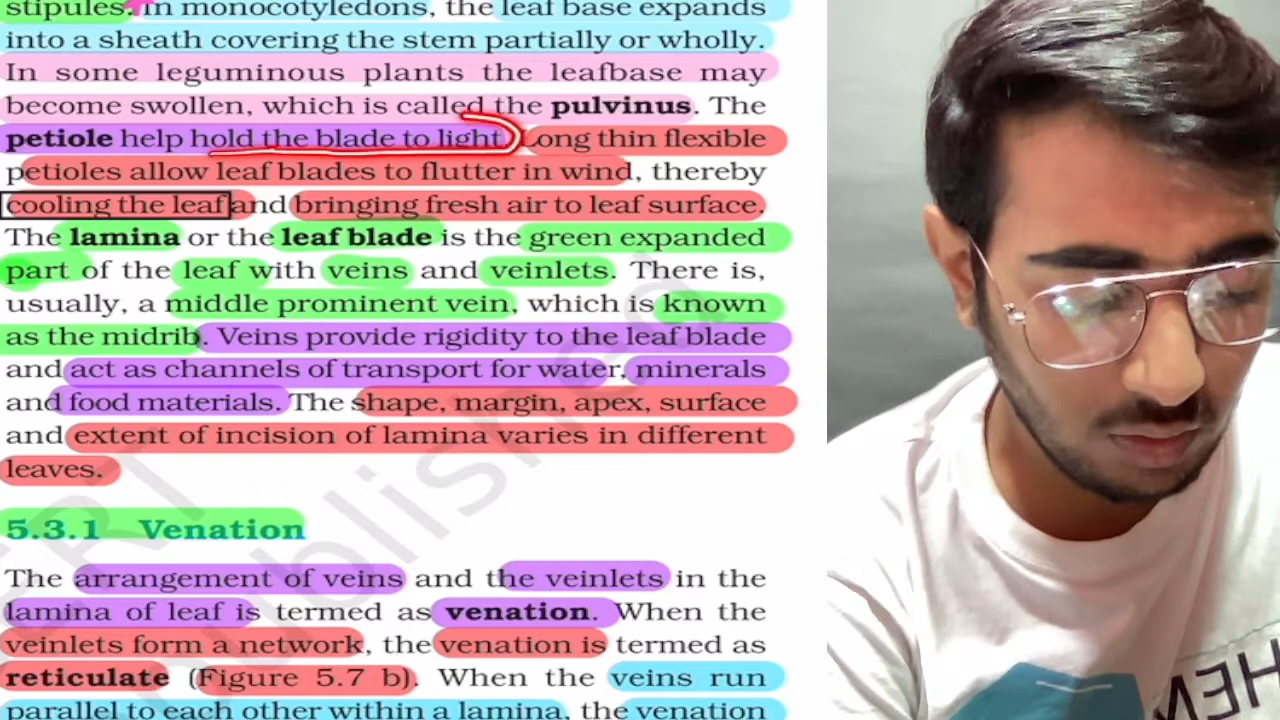 stipules. In monocotyledons, the leaf base expands
into a sheath covering the stem partially or wholly.
In some leguminous plants the leafbase may
become swollen, which is called the pulvinus. The
petiole help hold the blade to light. Long thin flexible
petioles allow leaf blades to flutter in wind, thereby
cooling the leaf and bringing fresh air to leaf surface.
The lamina or the leaf blade is the green expanded
part of the leaf with veins and veinlets. There is,
usually, a middle prominent vein, which is known
as the midrib. Veins provide rigidity to the leaf blade
and act as channels of transport for water, minerals
and food materials. The shape, margin, apex, surface
and extent of incision of lamina varies in different
leaves.
5.3.1 Venation
The arrangement of veins and the veinlets in the
lamina of leaf is termed as venation. When the
veinlets form a network, the venation is termed as
reticulate (Figure 5.7 b). When the veins run
parallel to each other within a lamina, the venation